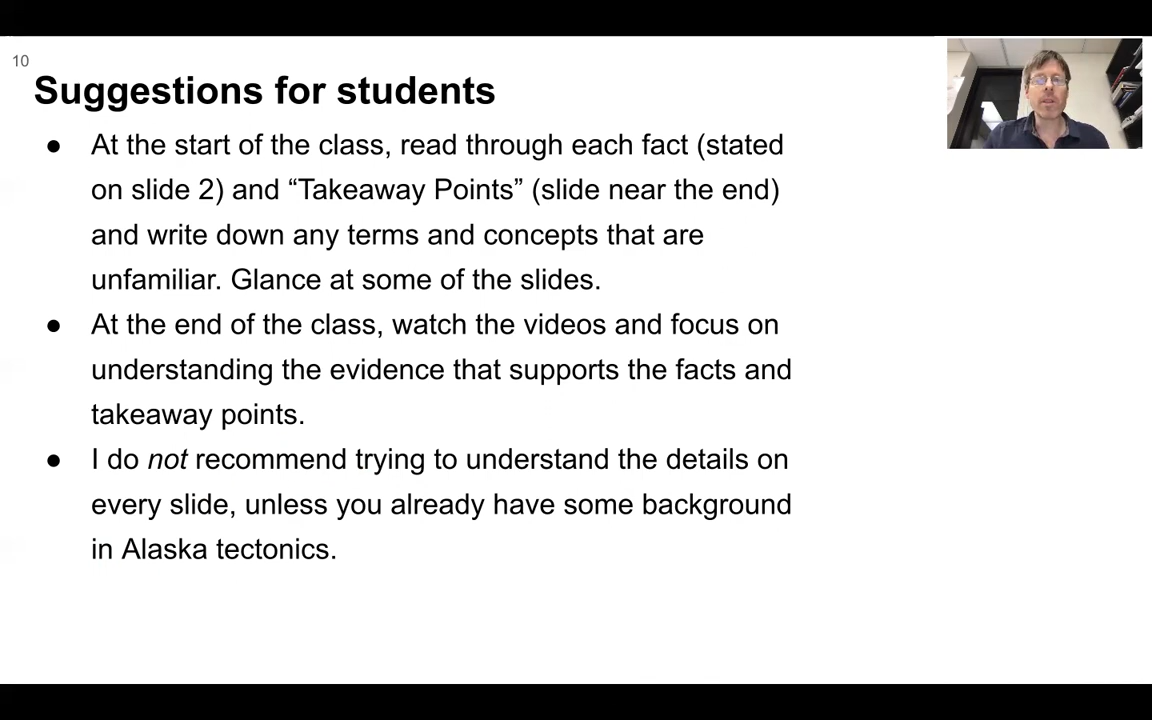 10
Suggestions for students
● At the start of the class, read through each fact (stated
on slide 2) and “Takeaway Points” (slide near the end)
and write down any terms and concepts that are
unfamiliar. Glance at some of the slides.
● At the end of the class, watch the videos and focus on
understanding the evidence that supports the facts and
takeaway points.
● I do not recommend trying to understand the details on
every slide, unless you already have some background
in Alaska tectonics.